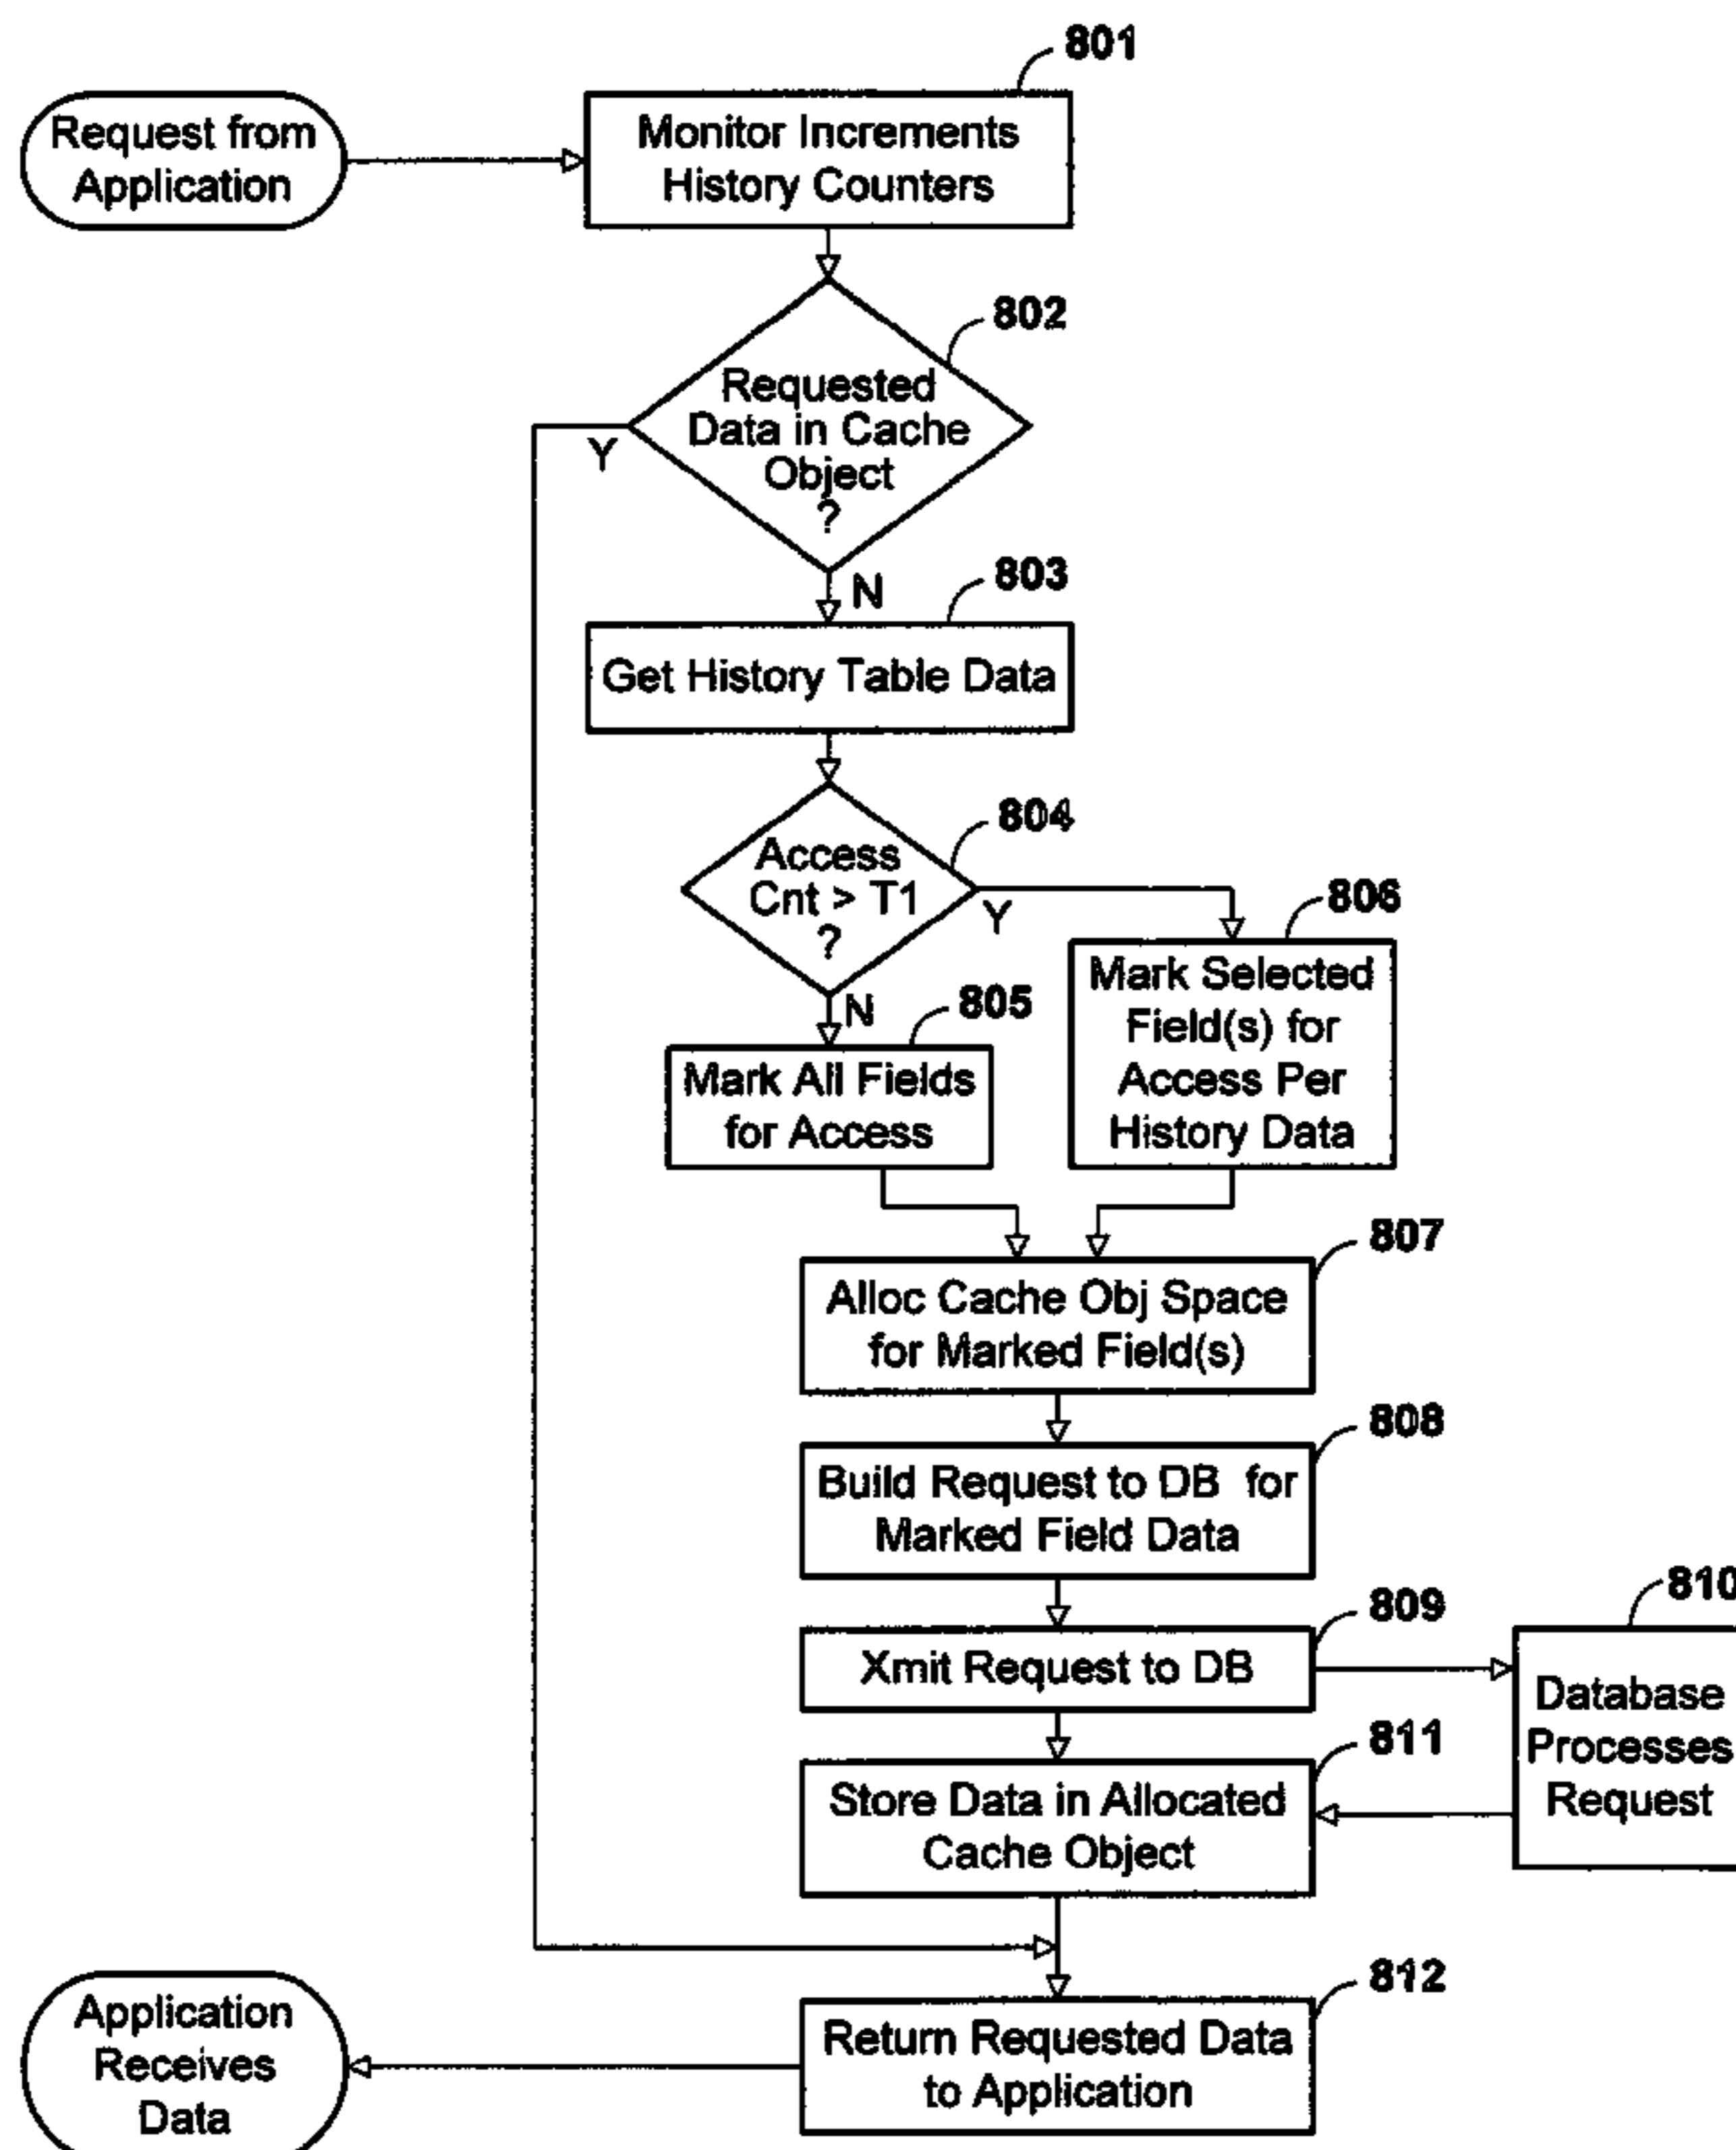 801
Request from
Application
Monitor Increments
History Counters
802
Requested
Data in Cache
Object
?
Y
N
803
Get History Table Data
804
Access
Cnt > T1
?
Y
N
805
Mark All Fields
for Access
806
Mark Selected
Field(s) for
Access Per
History Data
807
Alloc Cache Obj Space
for Marked Field(s)
808
Build Request to DB for
Marked Field Data
809
Xmit Request to DB
810
Database
Processes
Request
811
Store Data in Allocated
Cache Object
812
Return Requested Data
to Application
Application
Receives
Data